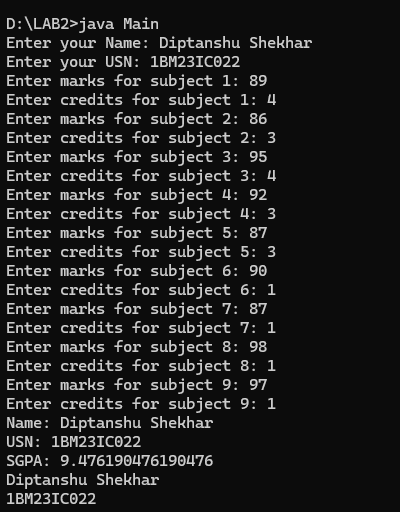 D:\LAB2>java Main
Enter your Name: Diptanshu Shekhar
Enter your USN: 1BM23IC022
Enter marks for subject 1: 89
Enter credits for subject 1: 4
Enter marks for subject 2: 86
Enter credits for subject 2: 3
Enter marks for subject 3: 95
Enter credits for subject 3: 4
Enter marks for subject 4: 92
Enter credits for subject 4: 3
Enter marks for subject 5: 87
Enter credits for subject 5: 3
Enter marks for subject 6: 90
Enter credits for subject 6: 1
Enter marks for subject 7: 87
Enter credits for subject 7: 1
Enter marks for subject 8: 98
Enter credits for subject 8: 1
Enter marks for subject 9: 97
Enter credits for subject 9: 1
Name: Diptanshu Shekhar
USN: 1BM23IC022
SGPA: 9.476190476190476
Diptanshu Shekhar
1BM23IC022